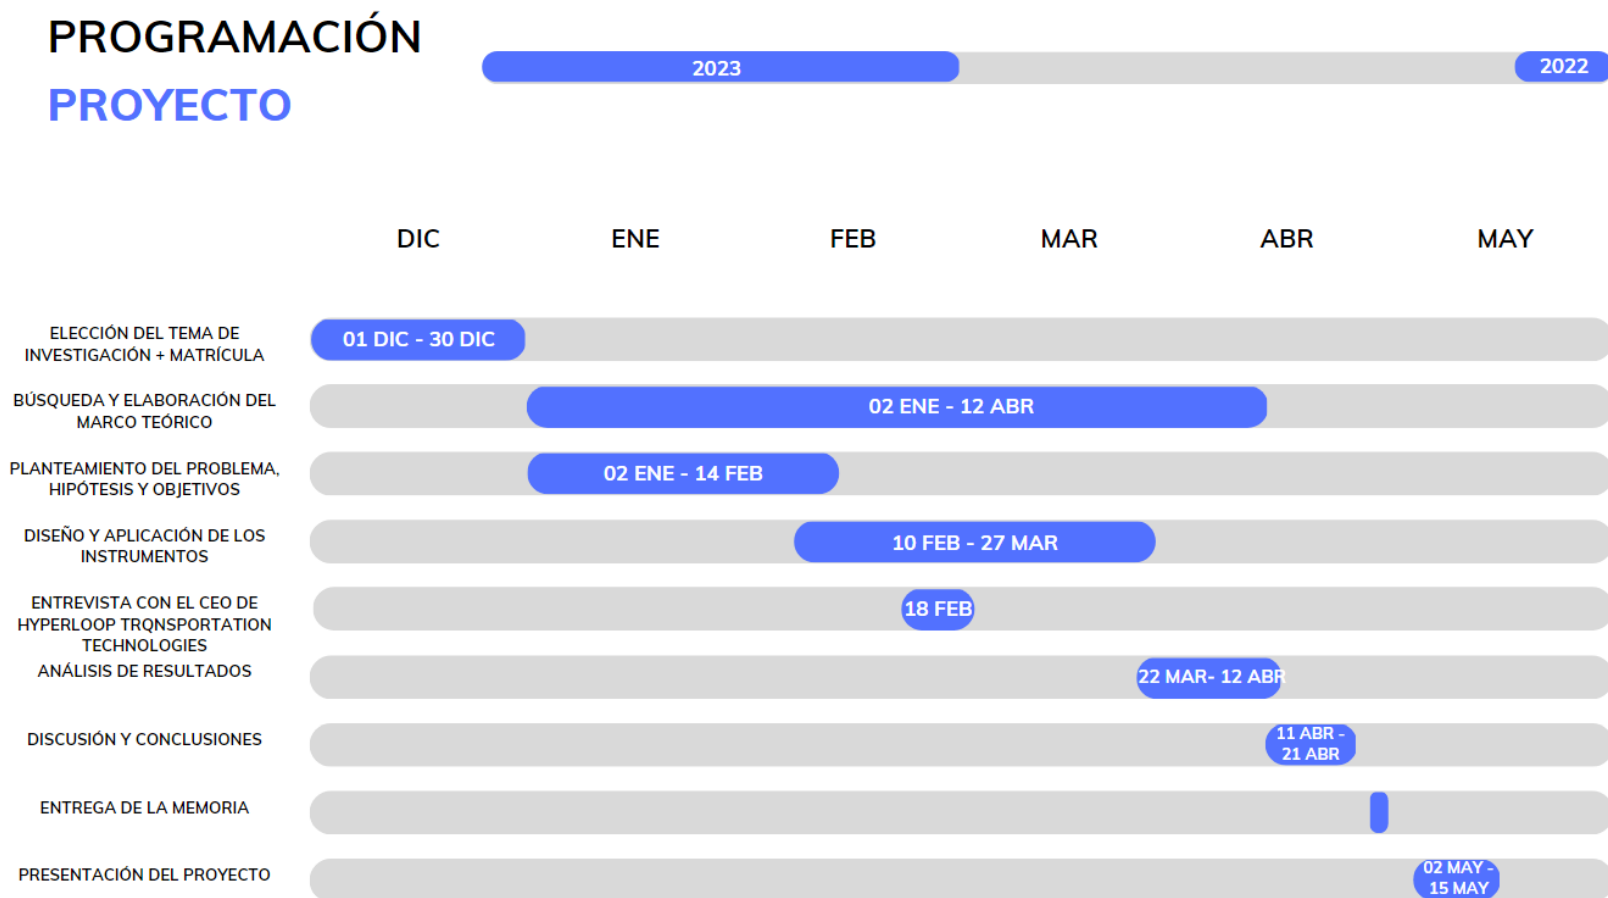 PROGRAMACIÓN
PROYECTO
2023
2022
DIC
ENE
FEB
MAR
ABR
MAY
ELECCIÓN DEL TEMA DE
INVESTIGACIÓN + MATRÍCULA
01 DIC - 30 DIC
BÚSQUEDA Y ELABORACIÓN DEL
MARCO TEÓRICO
02 ENE - 12 ABR
PLANTEAMIENTO DEL PROBLEMA,
HIPÓTESIS Y OBJETIVOS
02 ENE - 14 FEB
DISEÑO Y APLICACIÓN DE LOS
INSTRUMENTOS
10 FEB - 27 MAR
ENTREVISTA CON EL CEO DE
HYPERLOOP TRQNSPORTATION
TECHNOLOGIES
18 FEB
ANÁLISIS DE RESULTADOS
22 MAR- 12 ABR
DISCUSIÓN Y CONCLUSIONES
11 ABR -
21 ABR
ENTREGA DE LA MEMORIA
PRESENTACIÓN DEL PROYECTO
02 MAY -
15 MAY